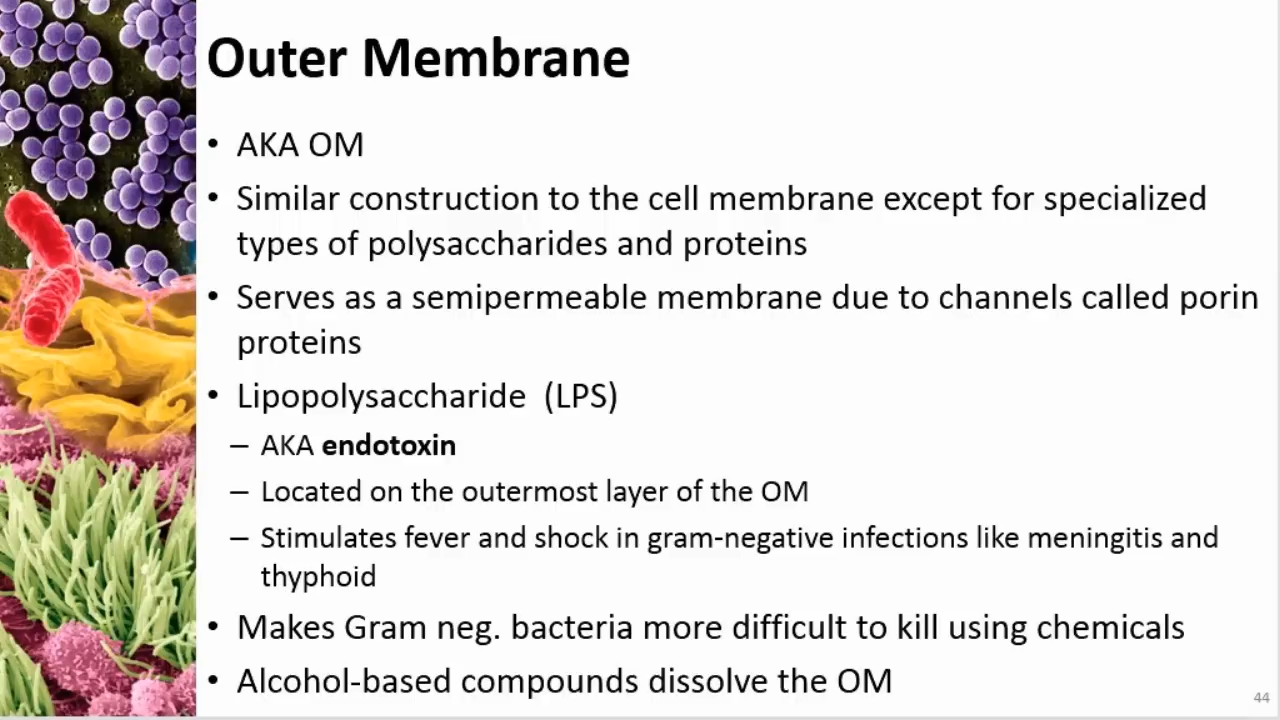 Outer Membrane
• AKA OM
• Similar construction to the cell membrane except for specialized
types of polysaccharides and proteins
• Serves as a semipermeable membrane due to channels called porin
proteins
• Lipopolysaccharide (LPS)
– AKA endotoxin
– Located on the outermost layer of the OM
– Stimulates fever and shock in gram-negative infections like meningitis and
thyphoid
• Makes Gram neg. bacteria more difficult to kill using chemicals
• Alcohol-based compounds dissolve the OM
44